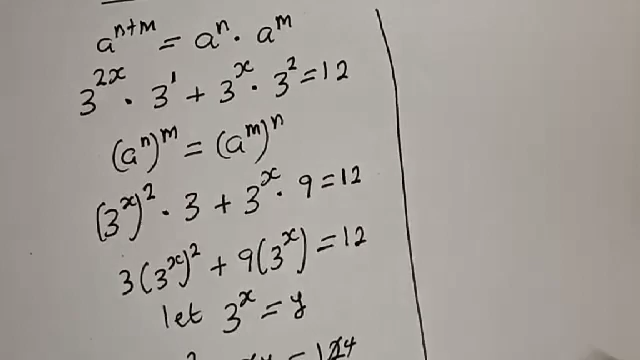 a^{n+m} = a^n · a^m
3^{2x} · 3^1 + 3^x · 3^2 = 12
(a^n)^m = (a^m)^n
(3^x)^2 · 3 + 3^x · 9 = 12
3(3^x)^2 + 9(3^x) = 12
let 3^x = y